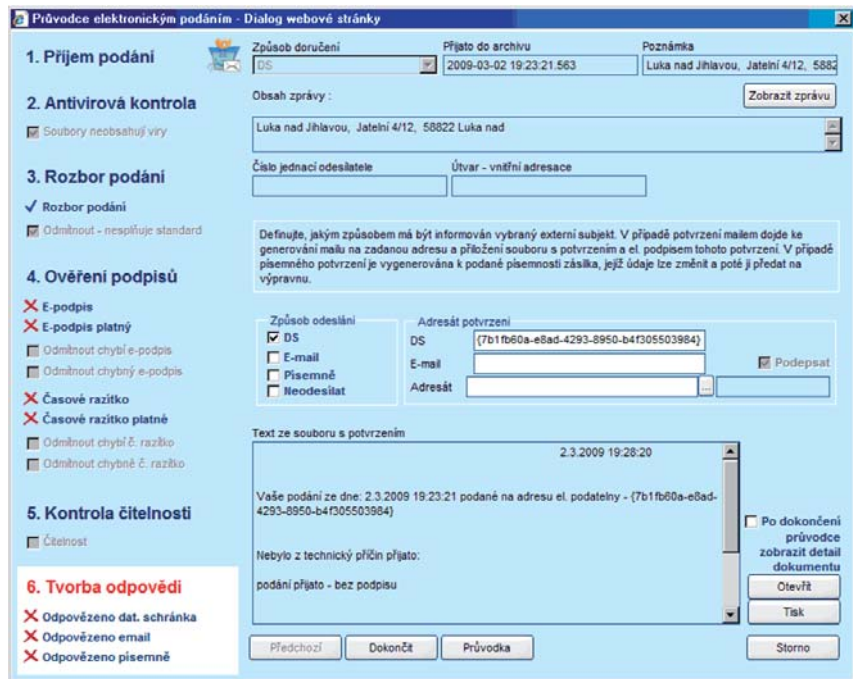 Průvodce elektronickým podáním - Dialog webové stránky
1. Příjem podání
2. Antivirová kontrola
Soubory neobsahují viry
3. Rozbor podání
Rozbor podání
Odmítnout - nesplňuje standard
4. Ověření podpisů
E-podpis
E-podpis platný
Odmítnout chybí e-podpis
Odmítnout chybný e-podpis
Časové razítko
Časové razítko platné
Odmítnout chybí č. razítko
Odmítnout chybné č. razítko
5. Kontrola čitelnosti
Čitelnost
6. Tvorba odpovědi
Odpovězeno dat. schránka
Odpovězeno email
Odpovězeno písemně
Způsob doručení
DS
Přijato do archivu
2009-03-02 19:23:21.563
Poznámka
Luka nad Jihlavou, Jatelní 4/12, 5882
Obsah zprávy :
Zobrazit zprávu
Luka nad Jihlavou, Jatelní 4/12, 58822 Luka nad
Číslo jednací odesílatele
Útvar - vnitřní adresace
Definujte, jakým způsobem má být informován vybraný externí subjekt. V případě potvrzení mailem dojde ke
generování mailu na zadanou adresu a přiložení souboru s potvrzením a el. podpisem tohoto potvrzení. V případě
písemného potvrzení je vygenerována k podané písemnosti zásilka, jejíž údaje lze změnit a poté ji předat na
výpravnu.
Způsob odeslání
DS
E-mail
Písemně
Neodesílat
Adresát potvrzení
DS
{7b1fb60a-e8ad-4293-8950-b4f305503984}
E-mail
Podepsat
Adresát
...
Text ze souboru s potvrzením
2.3.2009 19:28:20
Vaše podání ze dne: 2.3.2009 19:23:21 podané na adresu el. podatelny - {7b1fb60a-e8ad-
4293-8950-b4f305503984}
Nebylo z technický příčin přijato:
podání přijato - bez podpisu
Po dokončení
průvodce
zobrazit detail
dokumentu
Otevřít
Tisk
Předchozí
Dokončit
Průvodka
Storno